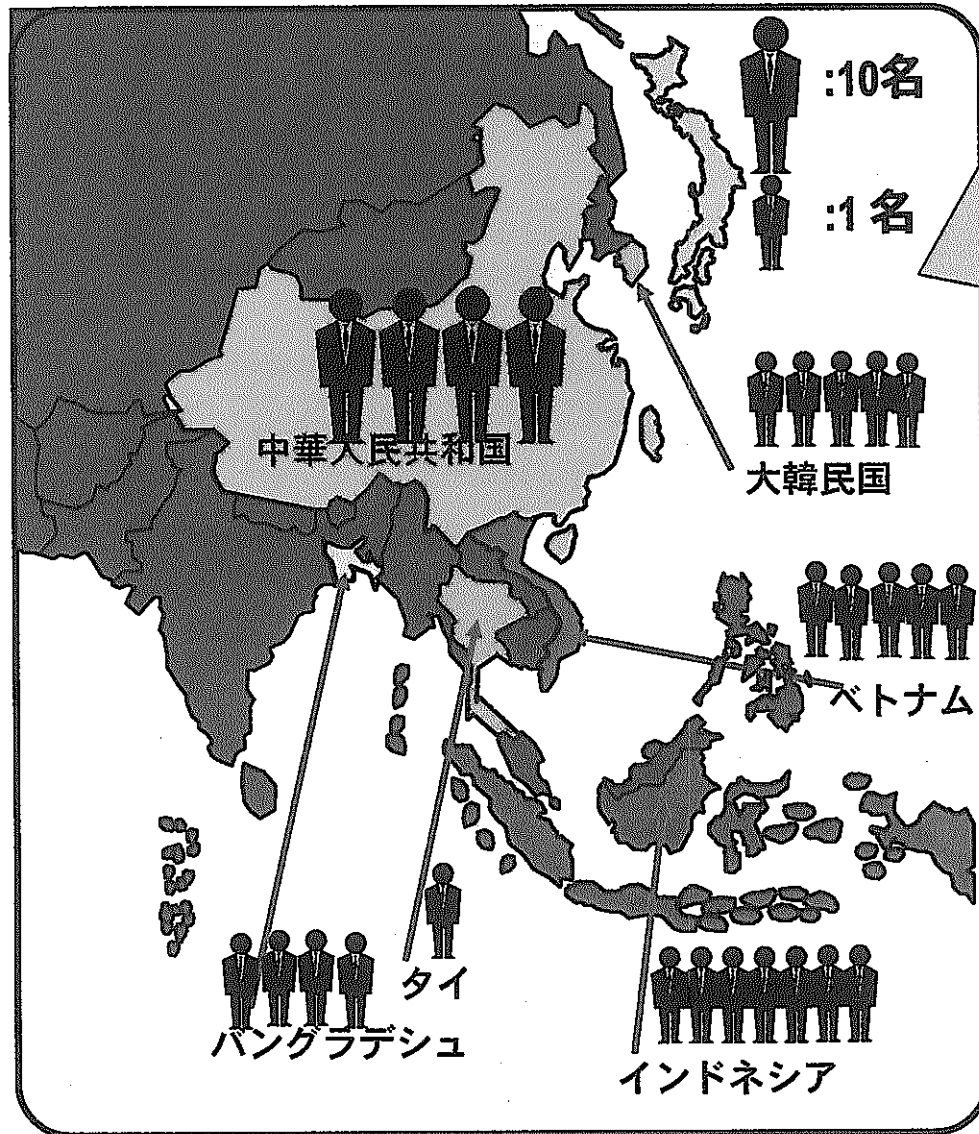 :10名
:1名
中華人民共和国
大韓民国
ベトナム
タイ
バングラデシュ
インドネシア